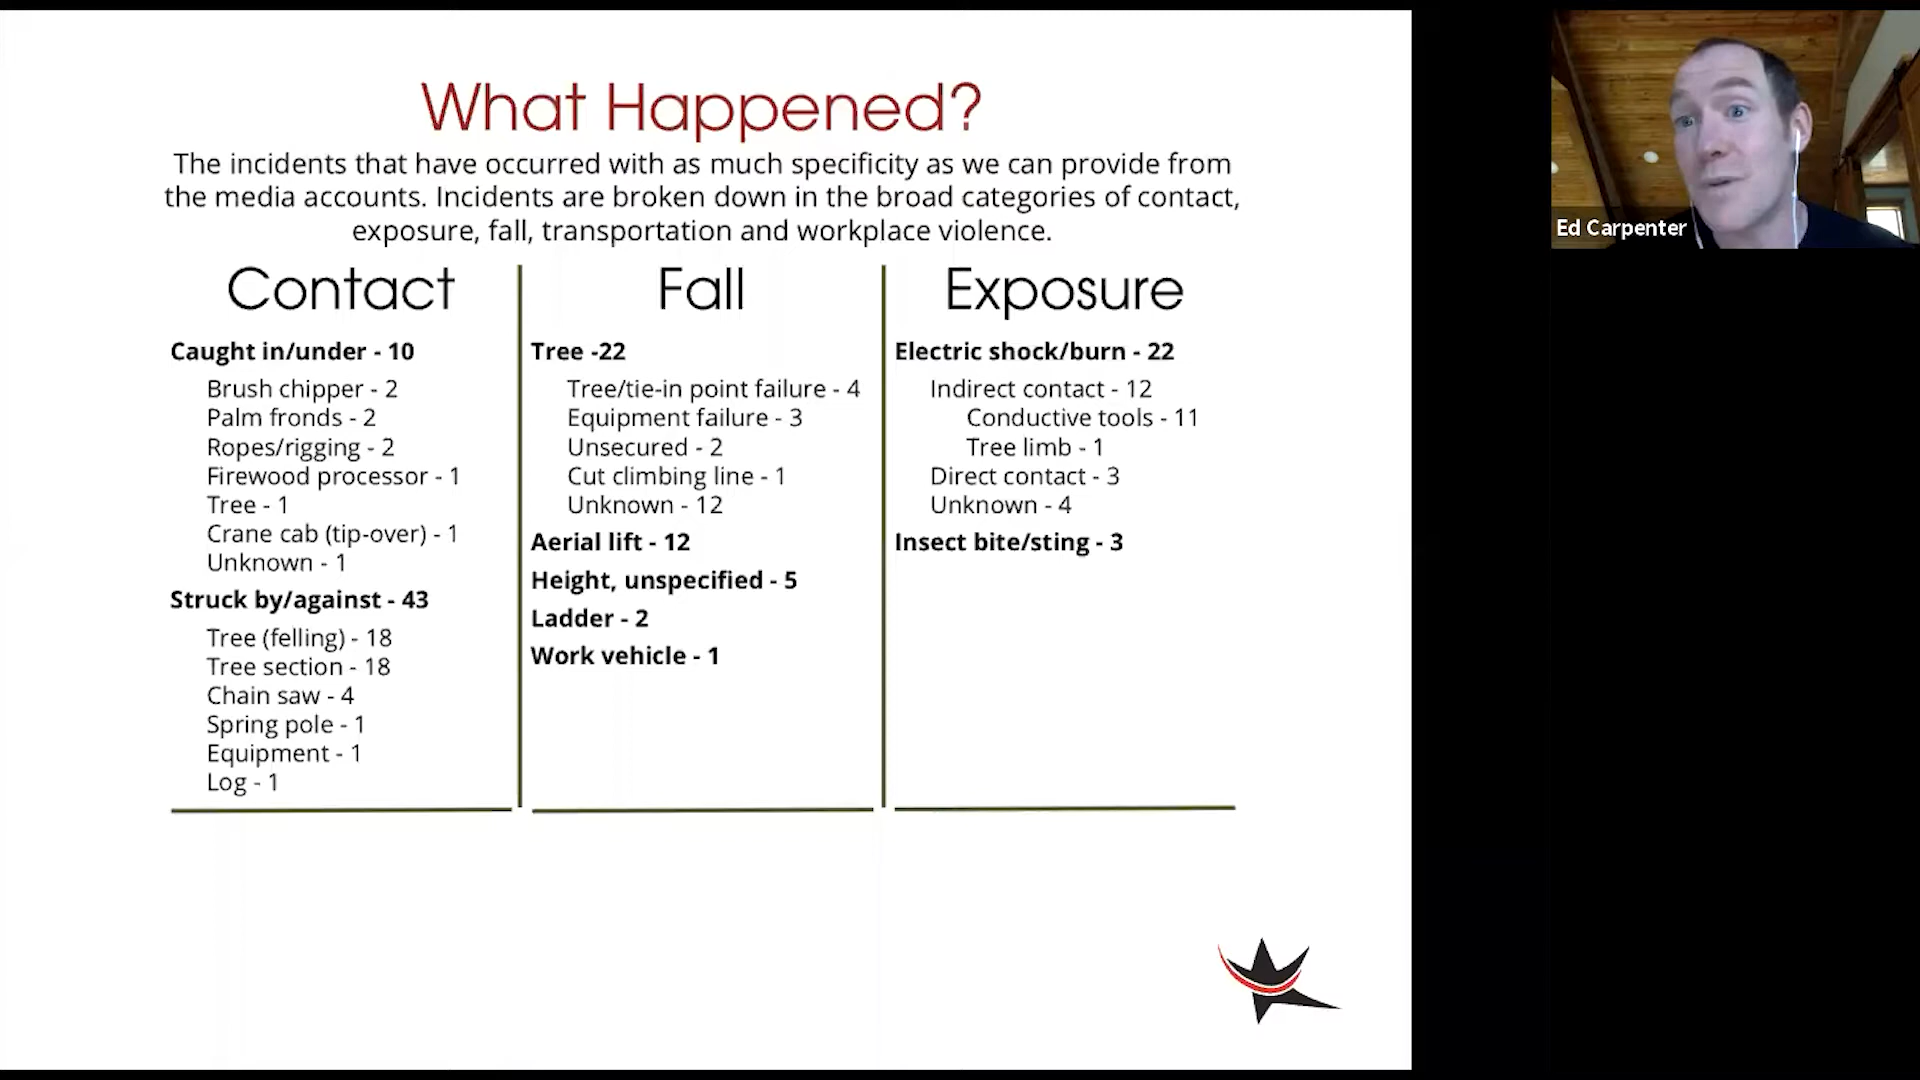 What Happened?
The incidents that have occurred with as much specificity as we can provide from
the media accounts. Incidents are broken down in the broad categories of contact,
exposure, fall, transportation and workplace violence.
Contact
Caught in/under - 10
Brush chipper - 2
Palm fronds - 2
Ropes/rigging - 2
Firewood processor - 1
Tree - 1
Crane cab (tip-over) - 1
Unknown - 1
Struck by/against - 43
Tree (felling) - 18
Tree section - 18
Chain saw - 4
Spring pole - 1
Equipment - 1
Log - 1
Fall
Tree -22
Tree/tie-in point failure - 4
Equipment failure - 3
Unsecured - 2
Cut climbing line - 1
Unknown - 12
Aerial lift - 12
Height, unspecified - 5
Ladder - 2
Work vehicle - 1
Exposure
Electric shock/burn - 22
Indirect contact - 12
Conductive tools - 11
Tree limb - 1
Direct contact - 3
Unknown - 4
Insect bite/sting - 3
Ed Carpenter